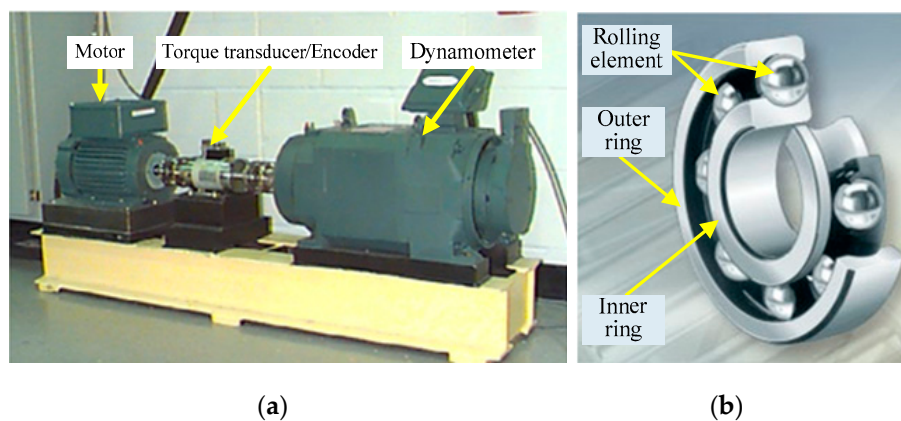 Motor
Torque transducer/Encoder
Dynamometer
Rolling
element
Outer
ring
Inner
ring
(a)
(b)